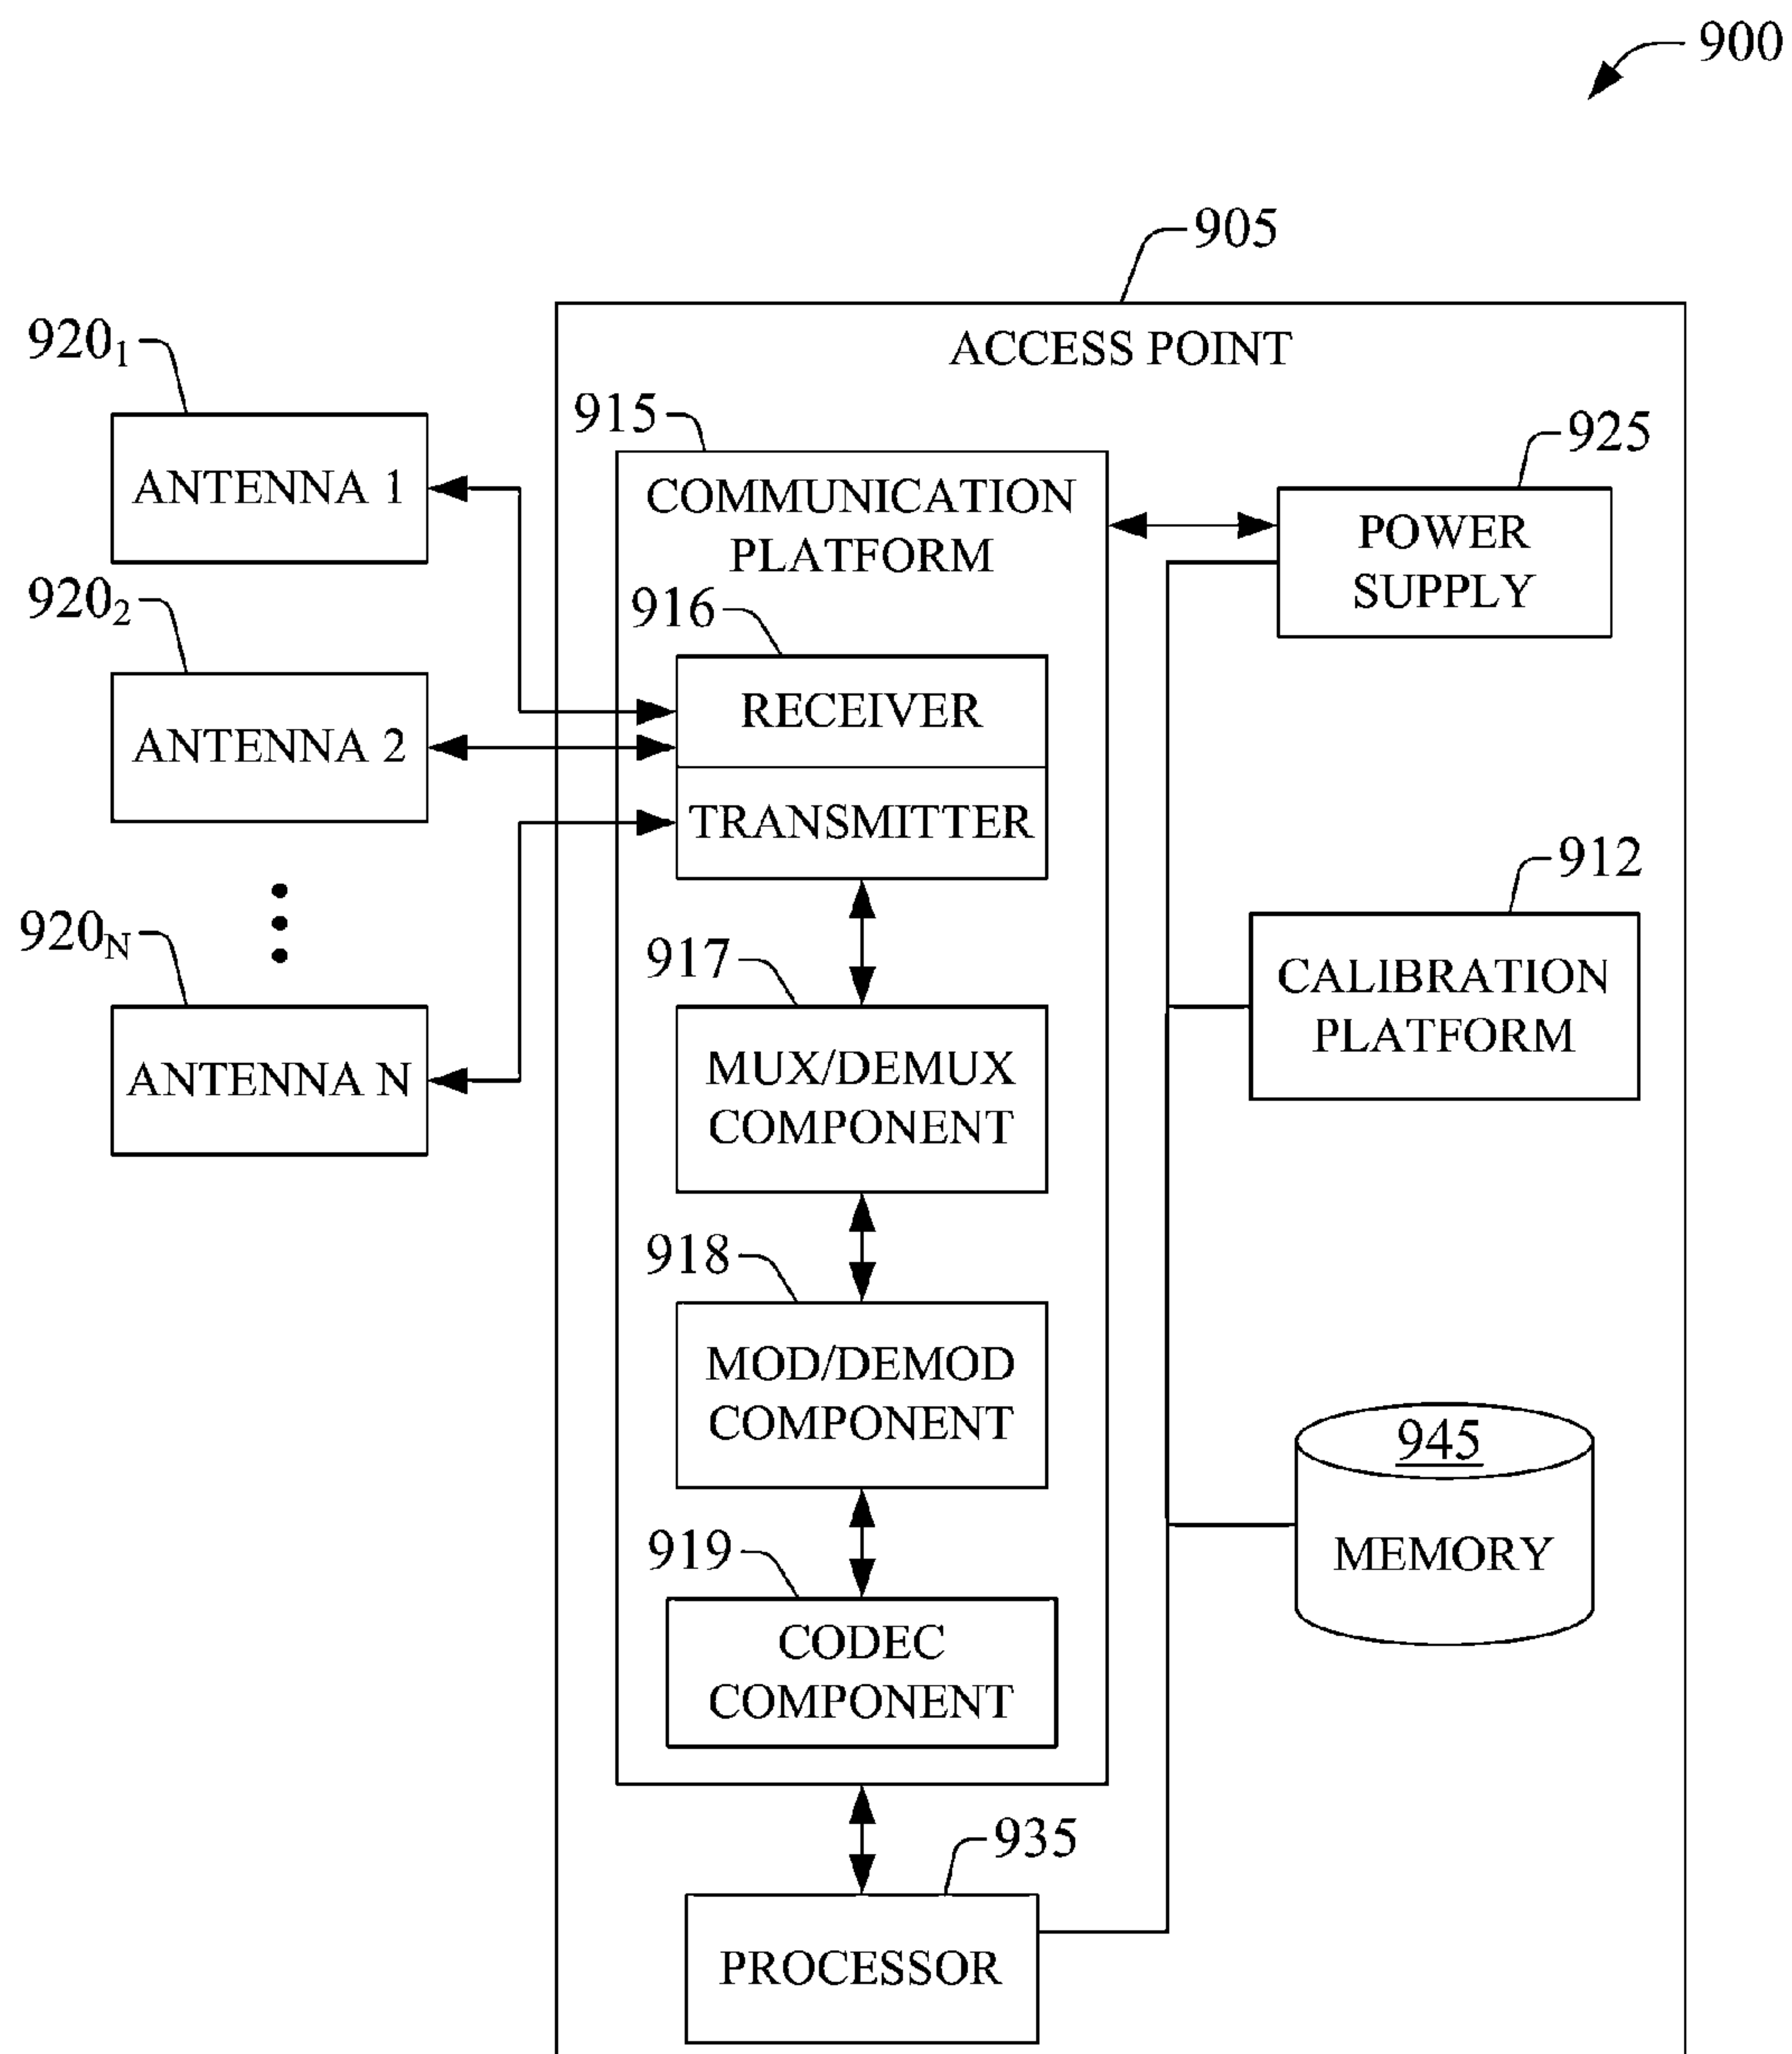 900
905
ACCESS POINT
920₁
ANTENNA 1
915
COMMUNICATION
PLATFORM
925
POWER
SUPPLY
920₂
ANTENNA 2
916
RECEIVER
TRANSMITTER
912
CALIBRATION
PLATFORM
920N
ANTENNA N
917
MUX/DEMUX
COMPONENT
918
MOD/DEMOD
COMPONENT
945
MEMORY
919
CODEC
COMPONENT
935
PROCESSOR